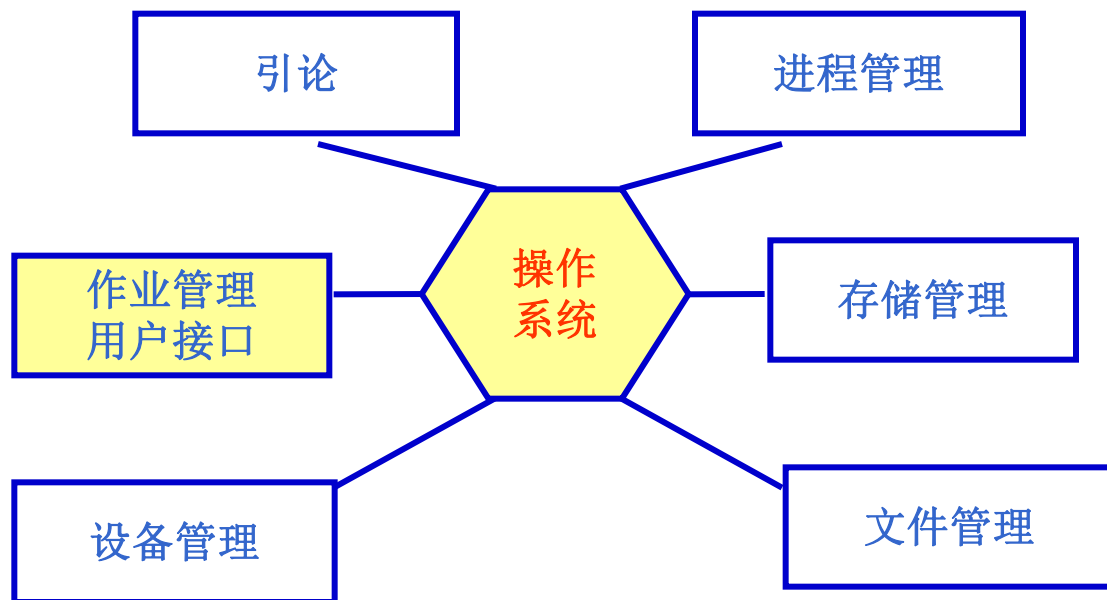 引论
进程管理
操作
系统
作业管理
用户接口
存储管理
设备管理
文件管理